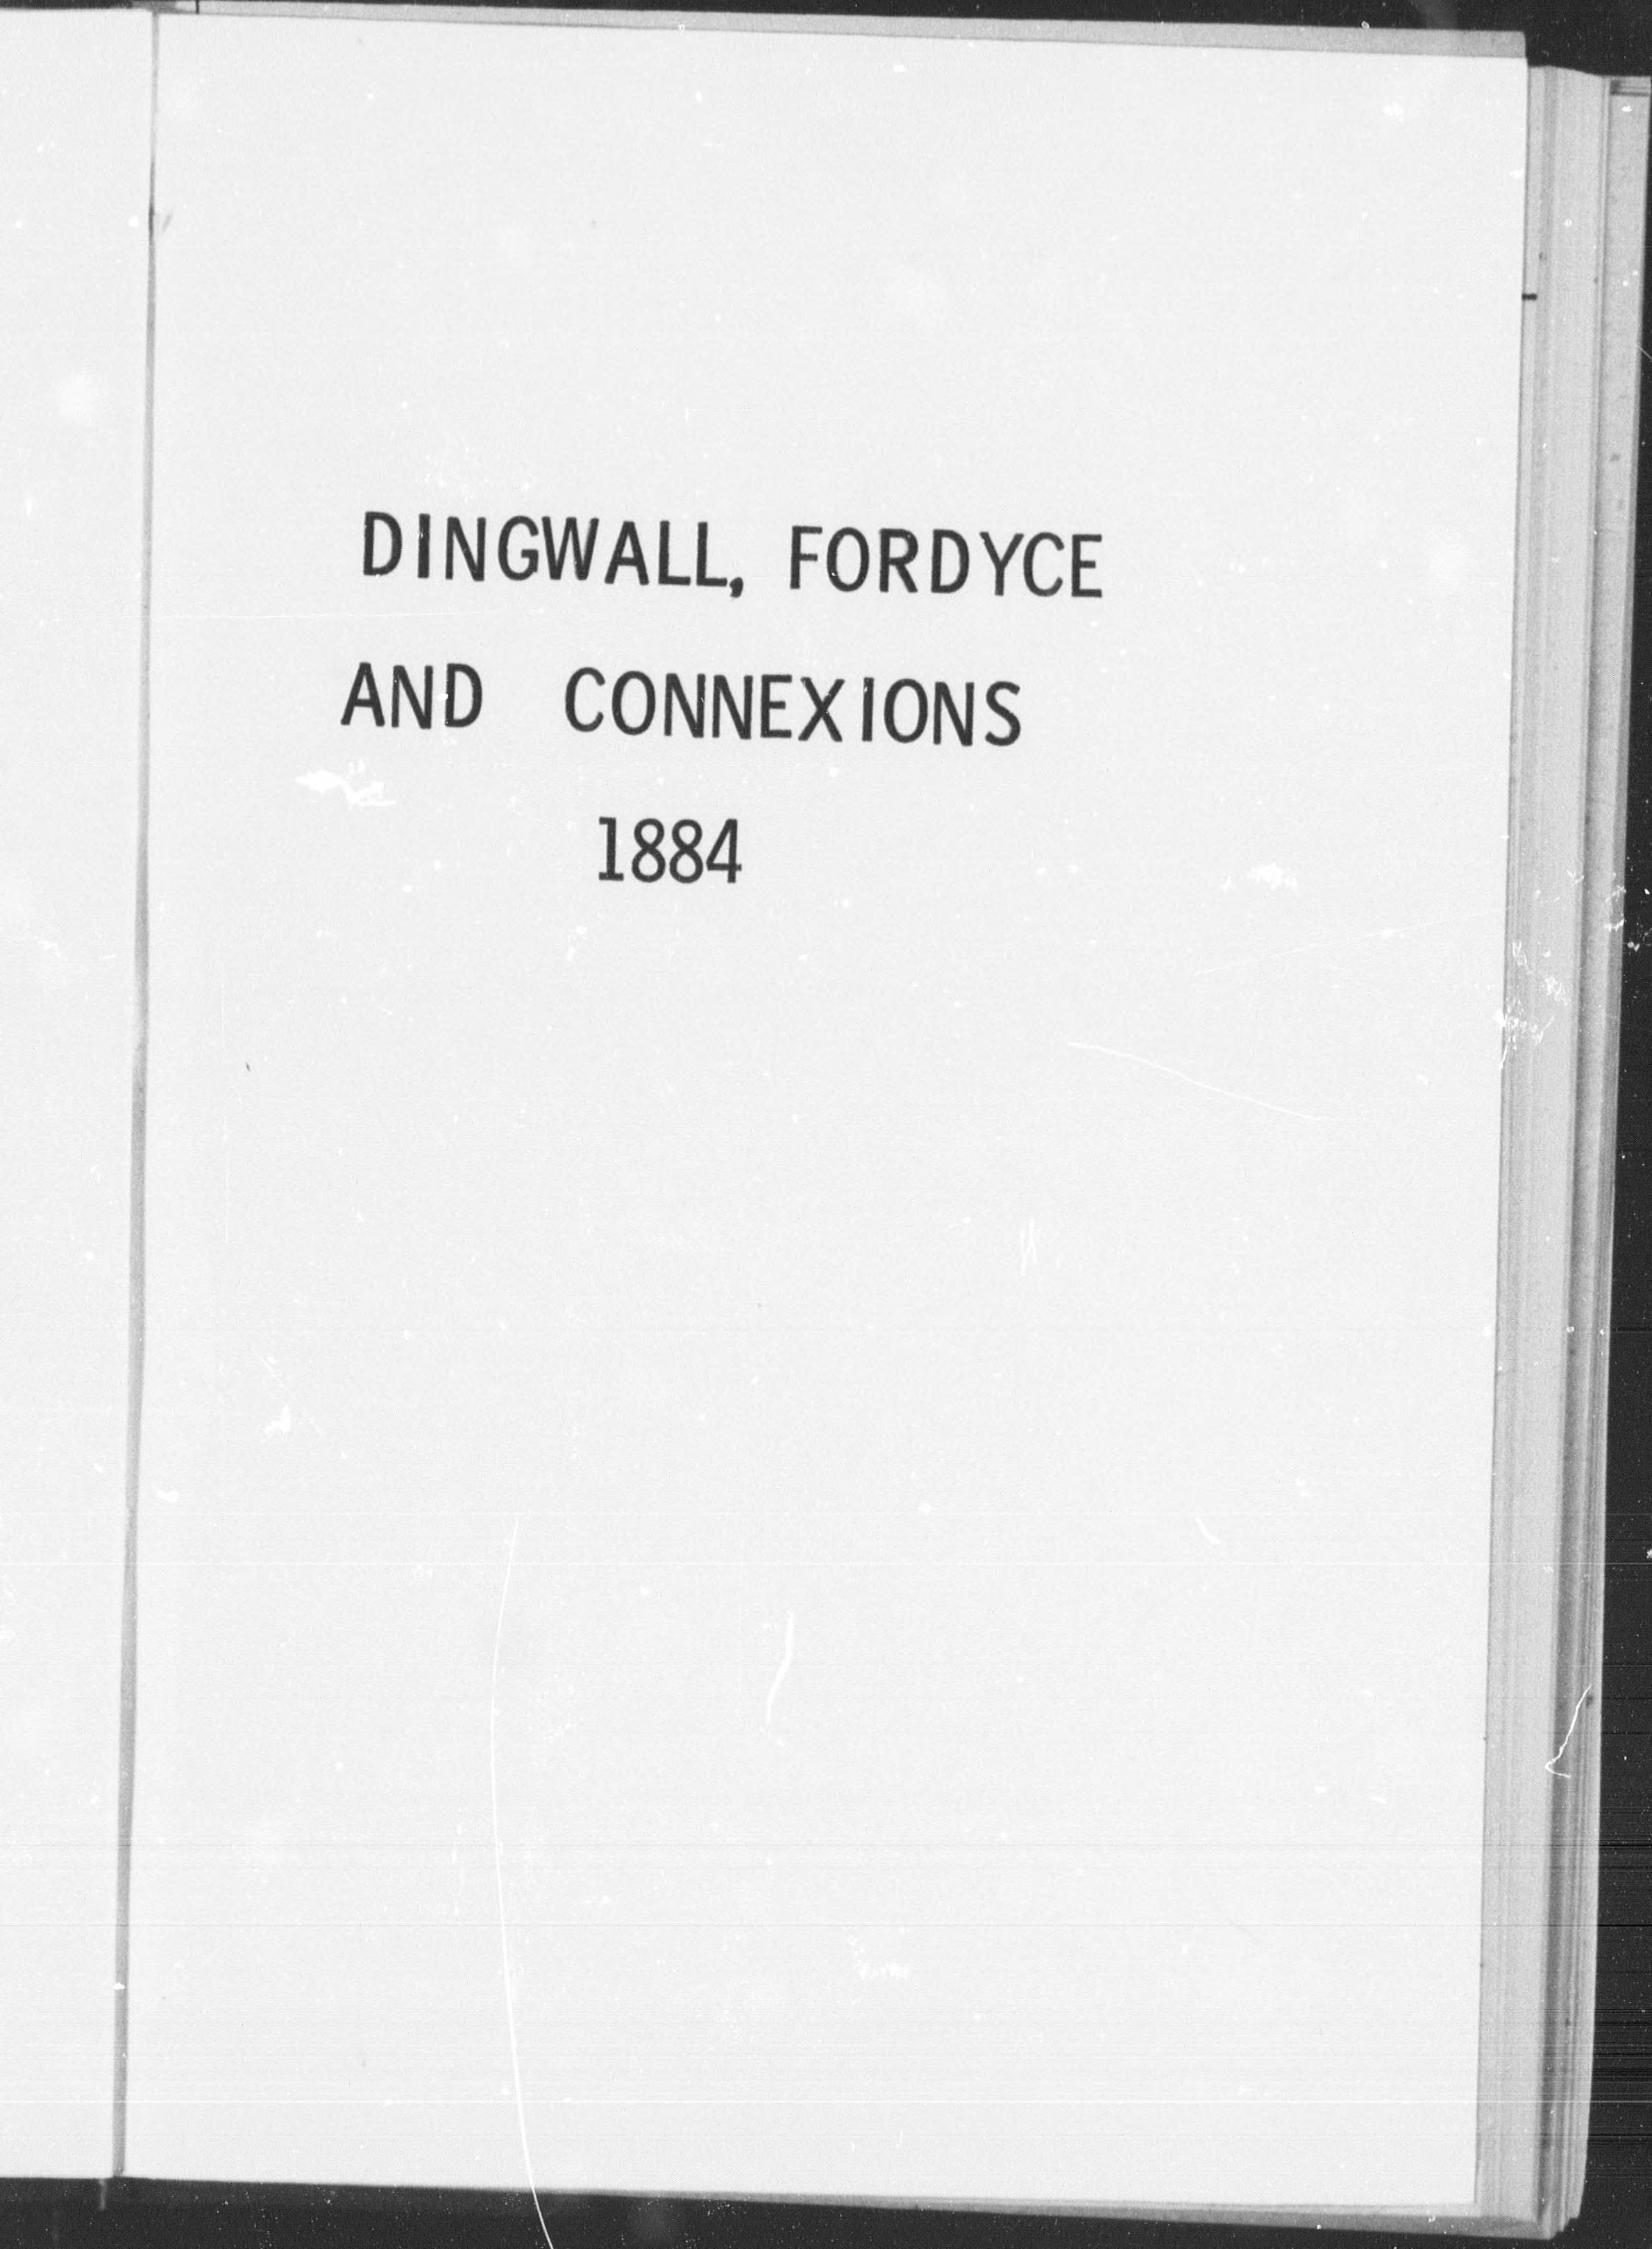 DINGWALL, FORDYCE
AND CONNEXIONS
1884